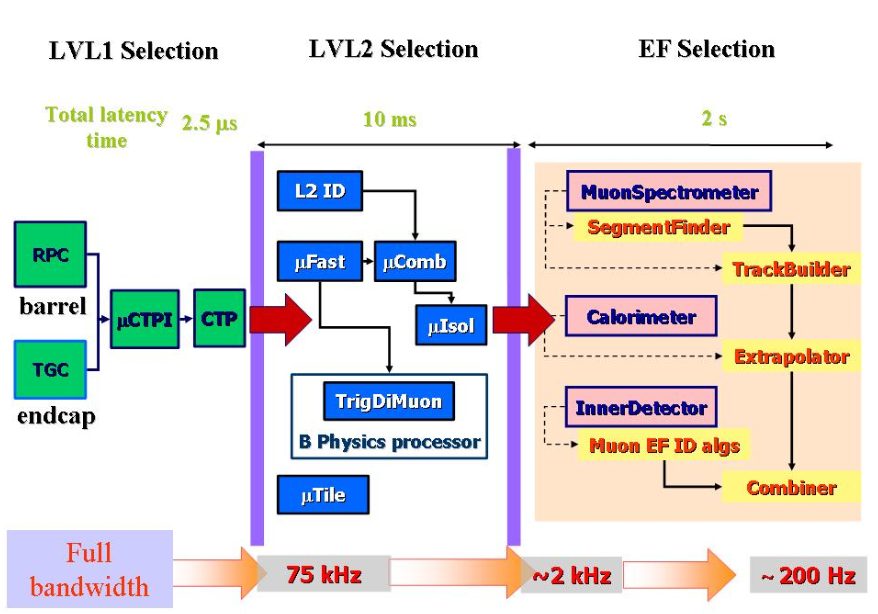 LVL1 Selection
LVL2 Selection
EF Selection
Total latency
time
2.5 μs
10 ms
2 s
RPC
barrel
TGC
endcap
μCTPI
CTP
L2 ID
μFast
μComb
μIsol
TrigDiMuon
B Physics processor
μTile
MuonSpectrometer
SegmentFinder
TrackBuilder
Calorimeter
Extrapolator
InnerDetector
Muon EF ID algs
Combiner
Full
bandwidth
75 kHz
~2 kHz
~ 200 Hz